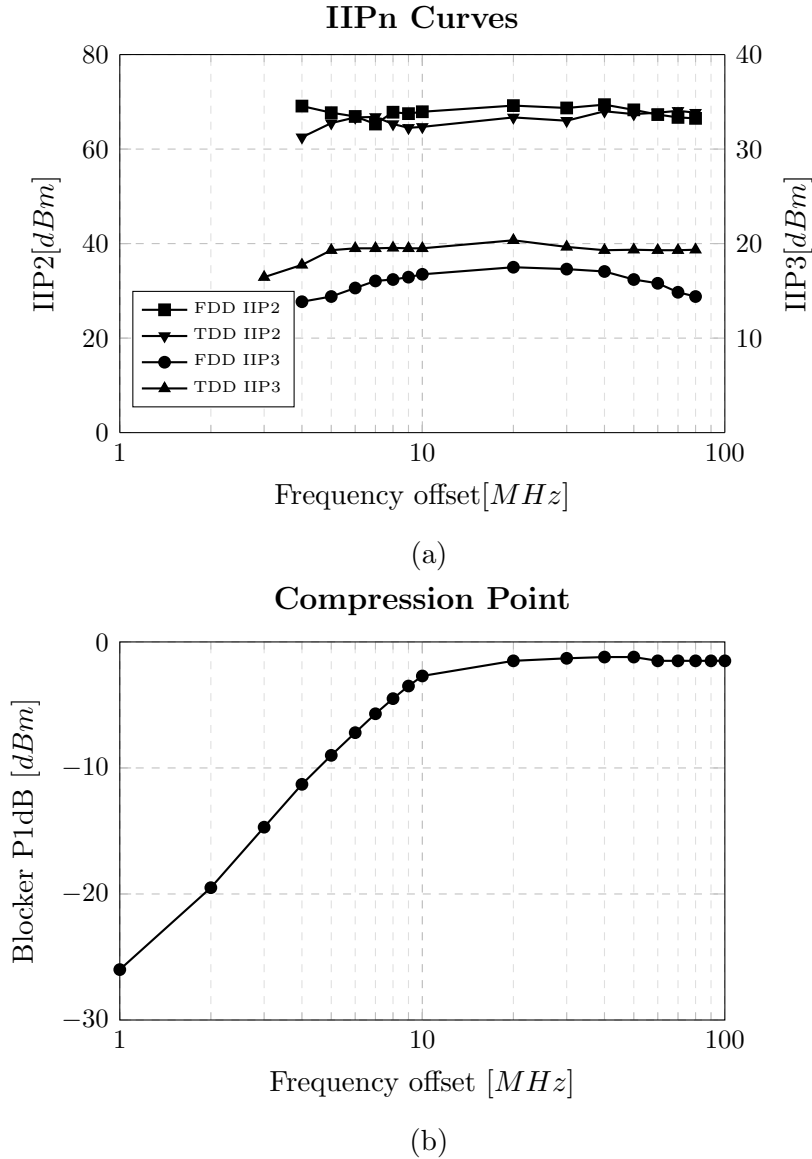 IIPn Curves
80
60
40
20
0
40
30
20
10
IIP2[dBm]
IIP3[dBm]
FDD IIP2
TDD IIP2
FDD IIP3
TDD IIP3
1
10
100
Frequency offset[MHz]
(a)
Compression Point
0
−10
−20
−30
Blocker P1dB [dBm]
1
10
100
Frequency offset [MHz]
(b)